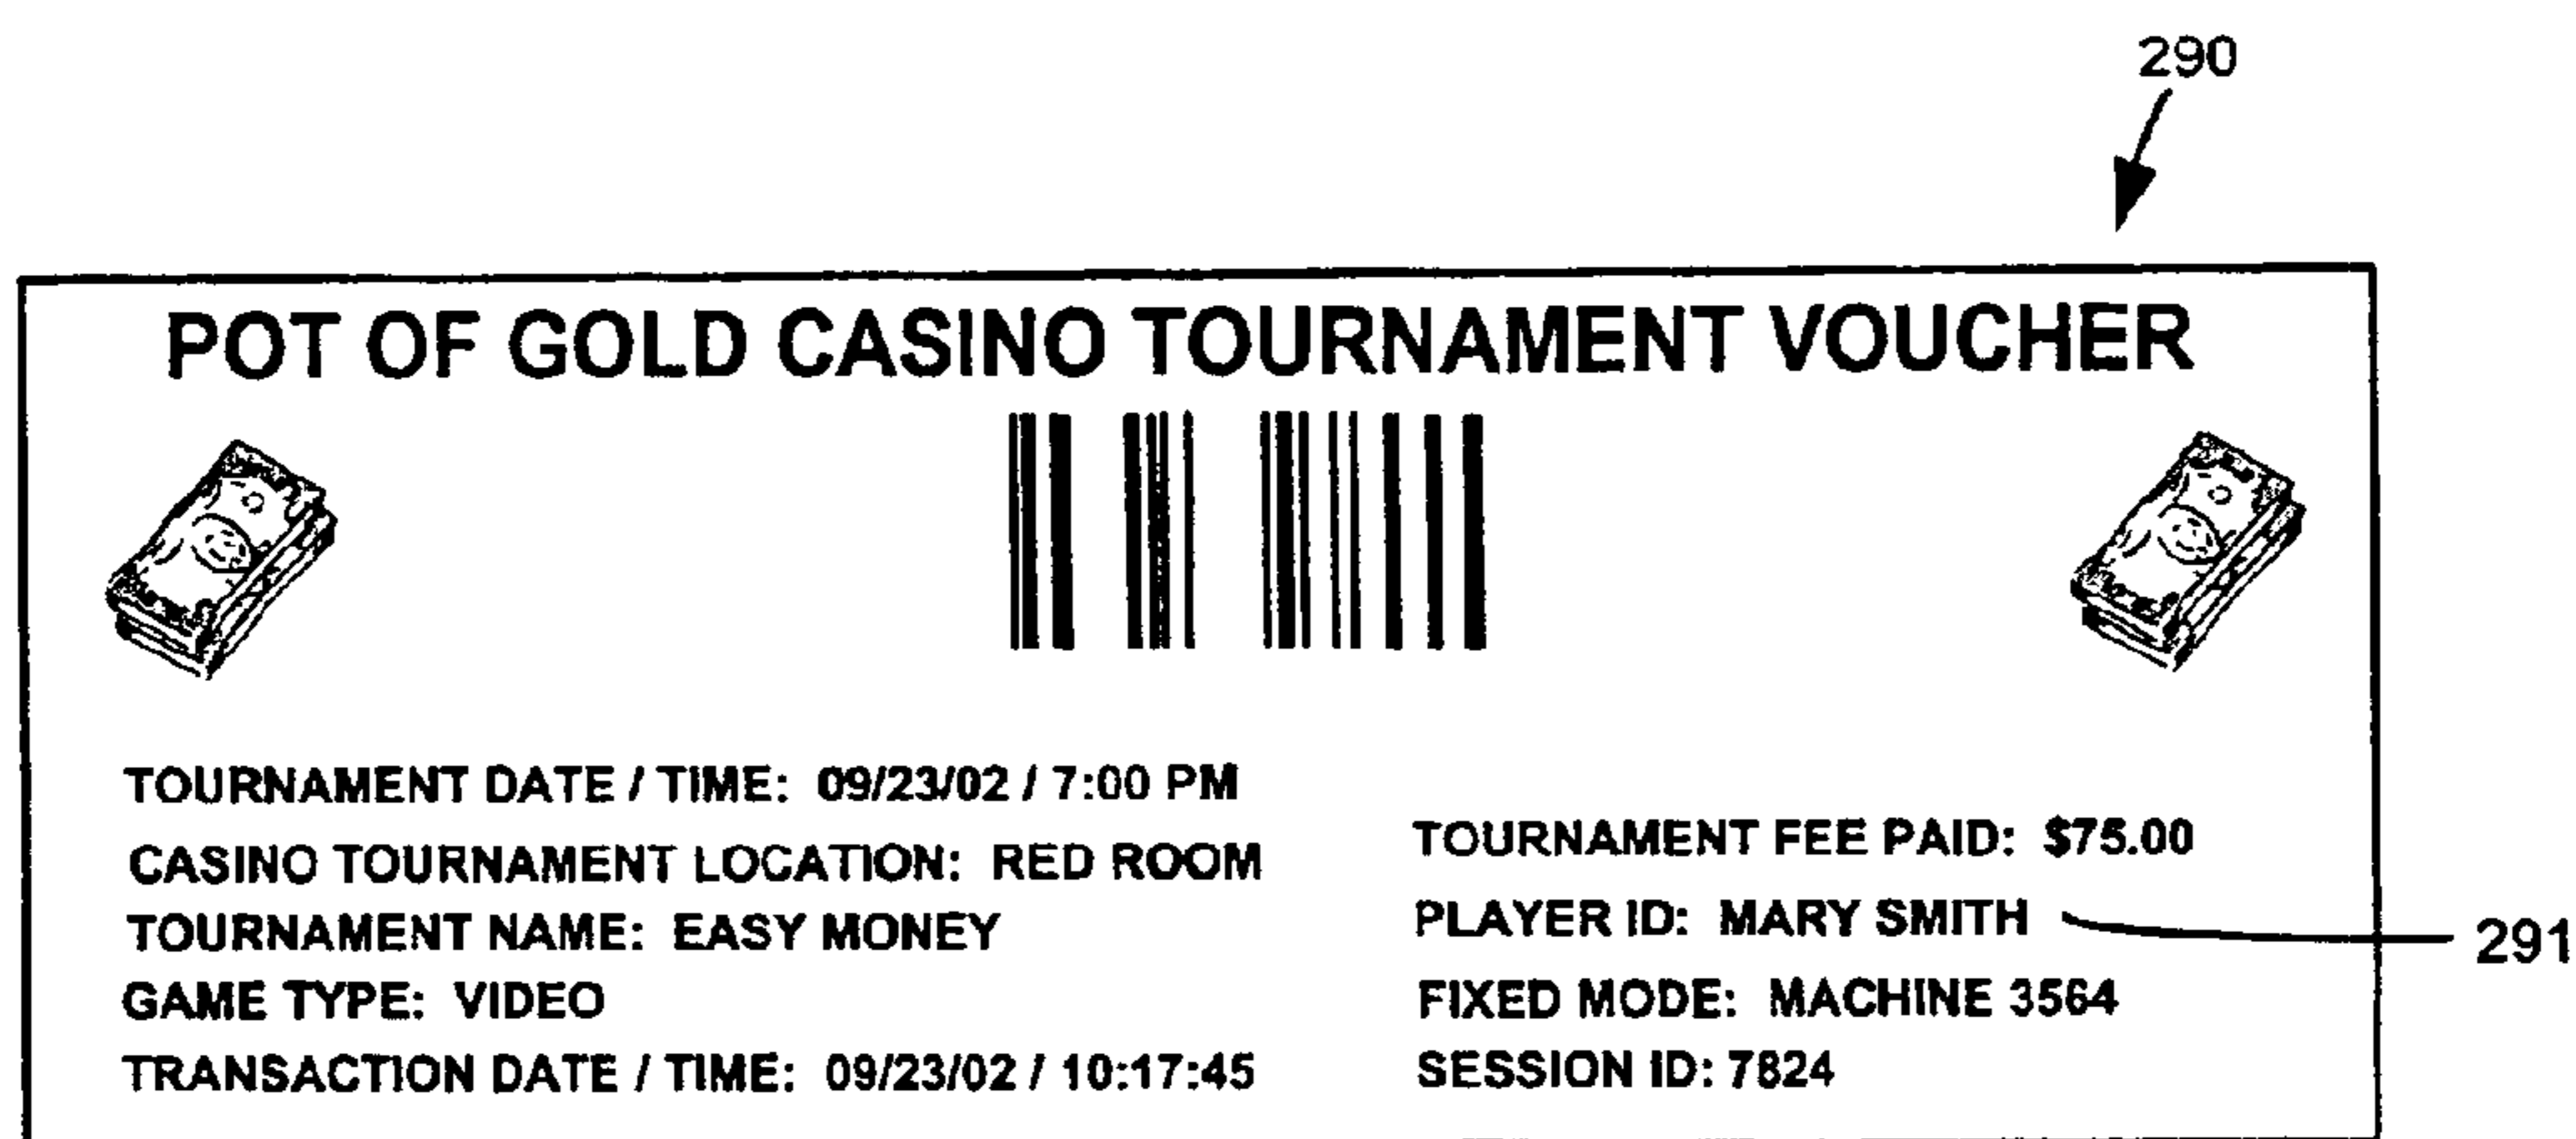 290
POT OF GOLD CASINO TOURNAMENT VOUCHER
TOURNAMENT DATE / TIME: 09/23/02 / 7:00 PM
CASINO TOURNAMENT LOCATION: RED ROOM
TOURNAMENT NAME: EASY MONEY
GAME TYPE: VIDEO
TRANSACTION DATE / TIME: 09/23/02 / 10:17:45
TOURNAMENT FEE PAID: $75.00
PLAYER ID: MARY SMITH
291
FIXED MODE: MACHINE 3564
SESSION ID: 7824